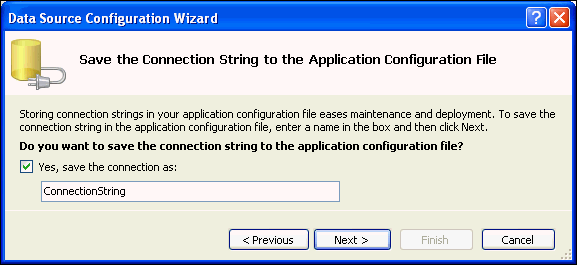 Data Source Configuration Wizard
Save the Connection String to the Application Configuration File
Storing connection strings in your application configuration file eases maintenance and deployment. To save the
connection string in the application configuration file, enter a name in the box and then click Next.
Do you want to save the connection string to the application configuration file?
Yes, save the connection as:
ConnectionString
< Previous Next > Finish Cancel